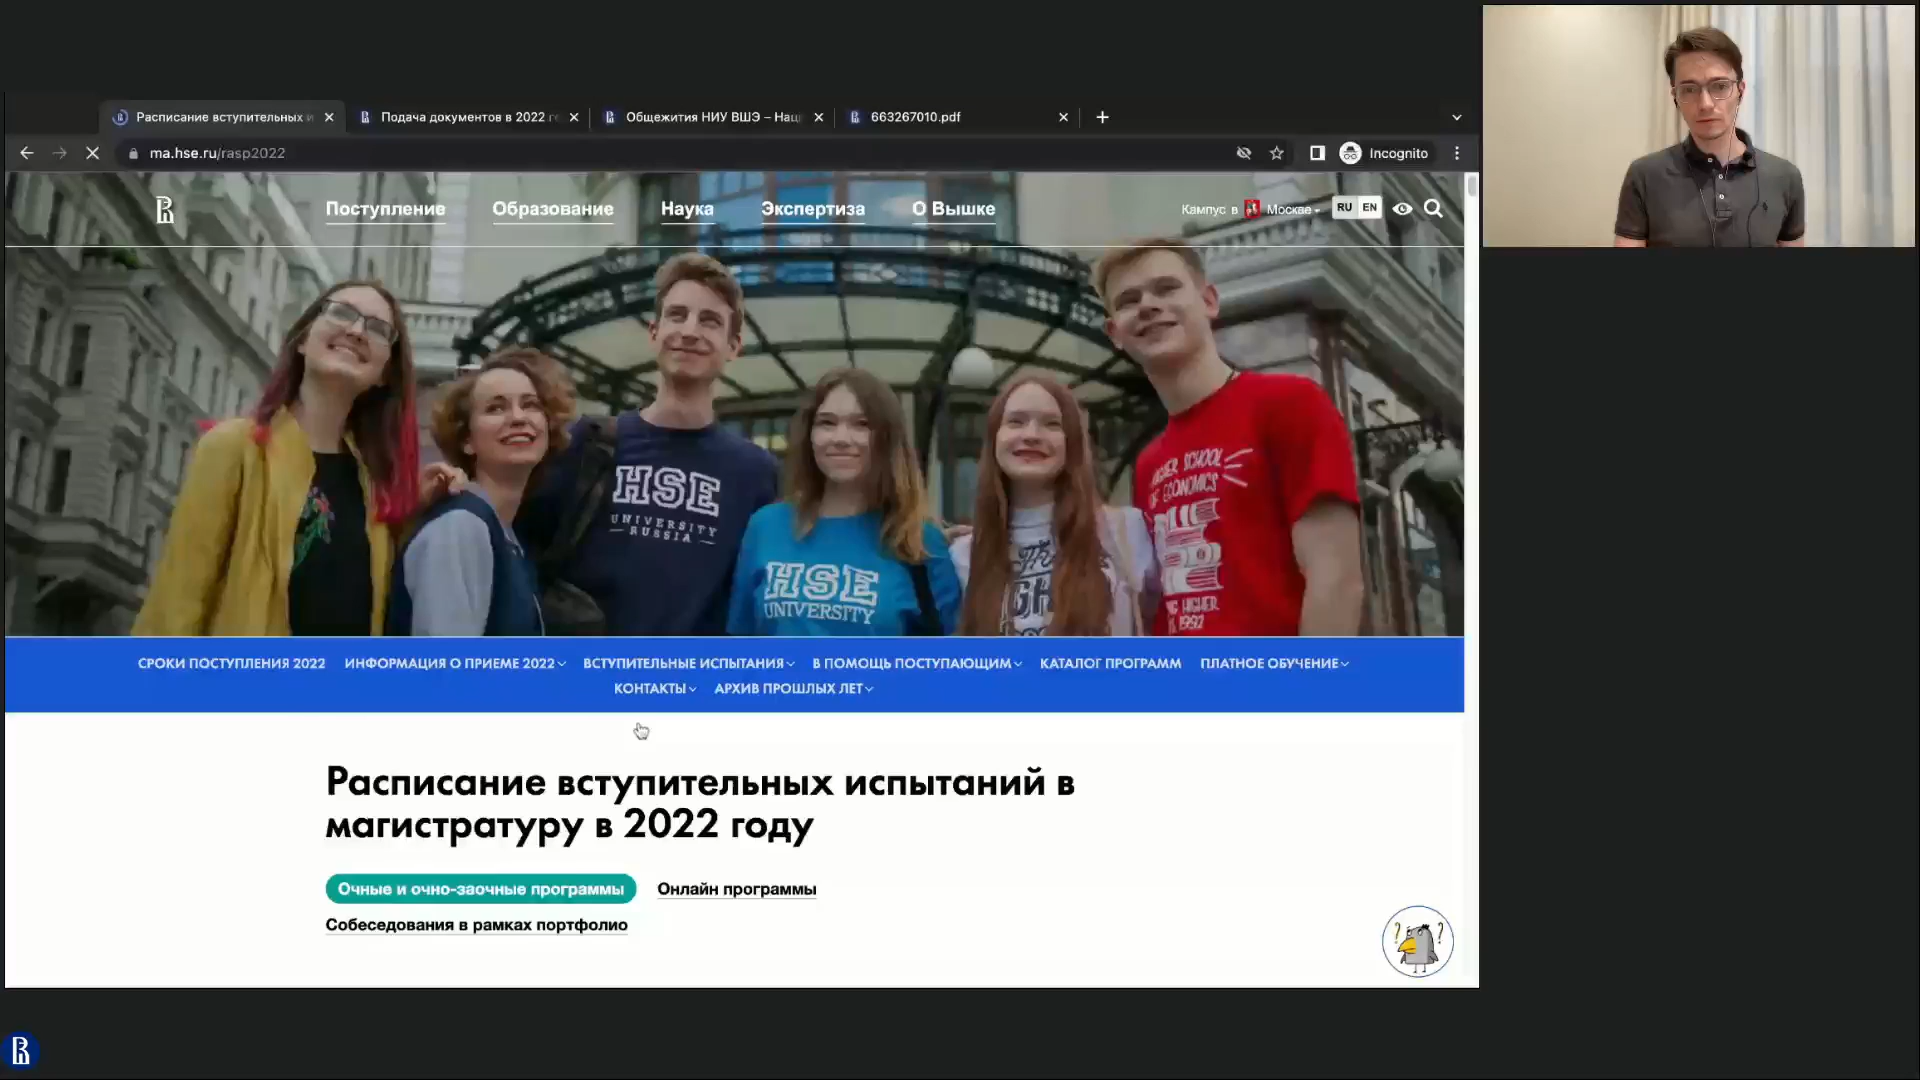 Расписание вступительных и
Подача документов в 2022 г
Общежития НИУ ВШЭ – Нац
663267010.pdf
ma.hse.ru/rasp2022
Incognito
Поступление
Образование
Наука
Экспертиза
О Вышке
Кампус в Москве
RU EN
HSE
UNIVERSITY
RUSSIA
HSE
UNIVERSITY
HIGHER SCHOOL
OF ECONOMICS
HIGHER
1992
СРОКИ ПОСТУПЛЕНИЯ 2022 ИНФОРМАЦИЯ О ПРИЕМЕ 2022 ВСТУПИТЕЛЬНЫЕ ИСПЫТАНИЯ В ПОМОЩЬ ПОСТУПАЮЩИМ КАТАЛОГ ПРОГРАММ ПЛАТНОЕ ОБУЧЕНИЕ
КОНТАКТЫ АРХИВ ПРОШЛЫХ ЛЕТ
Расписание вступительных испытаний в
магистратуру в 2022 году
Очные и очно-заочные программы Онлайн программы
Собеседования в рамках портфолио